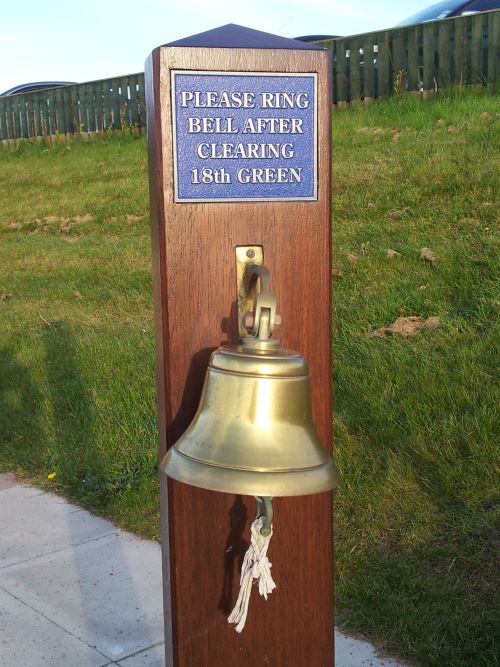 PLEASE RING
BELL AFTER
CLEARING
18th GREEN